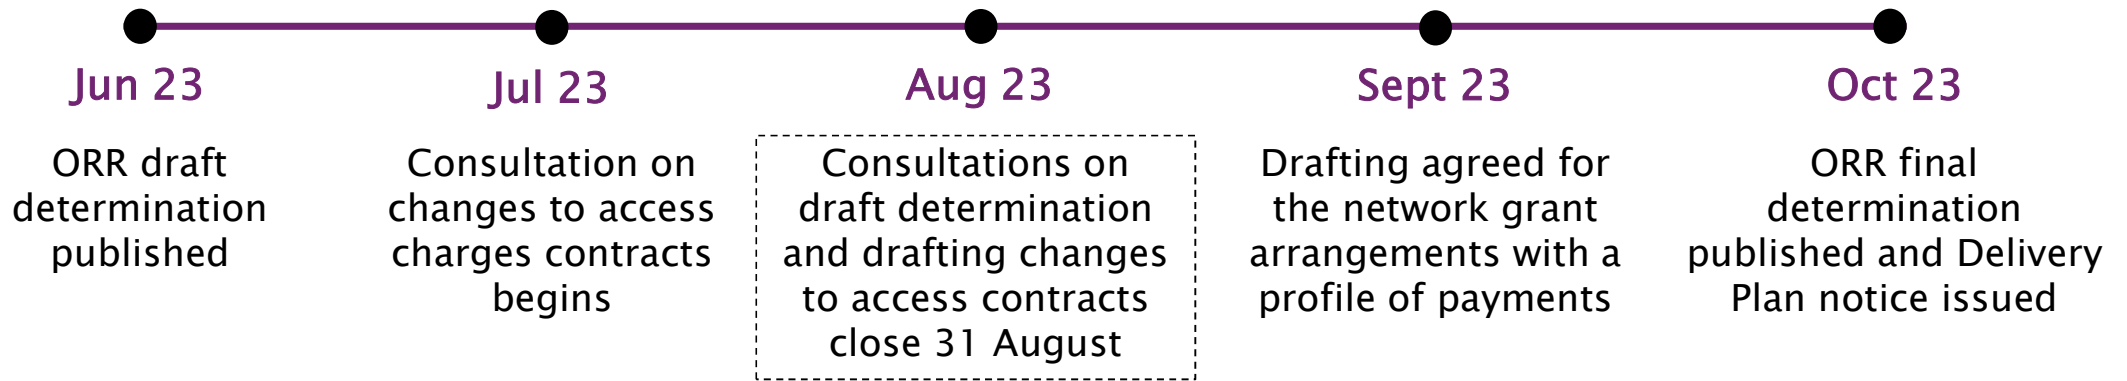 Jun 23
ORR draft
determination
published
Jul 23
Consultation on
changes to access
charges contracts
begins
Aug 23
Consultations on
draft determination
and drafting changes
to access contracts
close 31 August
Sept 23
Drafting agreed for
the network grant
arrangements with a
profile of payments
Oct 23
ORR final
determination
published and Delivery
Plan notice issued